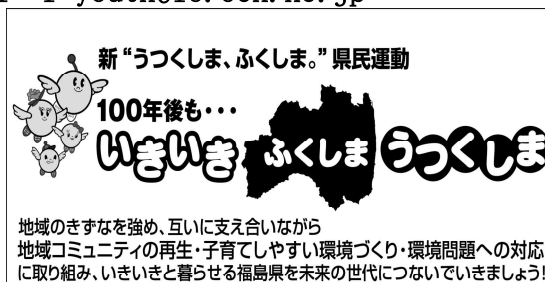 新“うつくしま、ふくしま。”県民運動
100年後も・・・
いきいき ふくしま うつくしま
地域のきずなを強め、互いに支え合いながら
地域コミュニティの再生・子育てしやすい環境づくり・環境問題への対応
に取り組み、いきいきと暮らせる福島県を未来の世代につないでいきましょう!